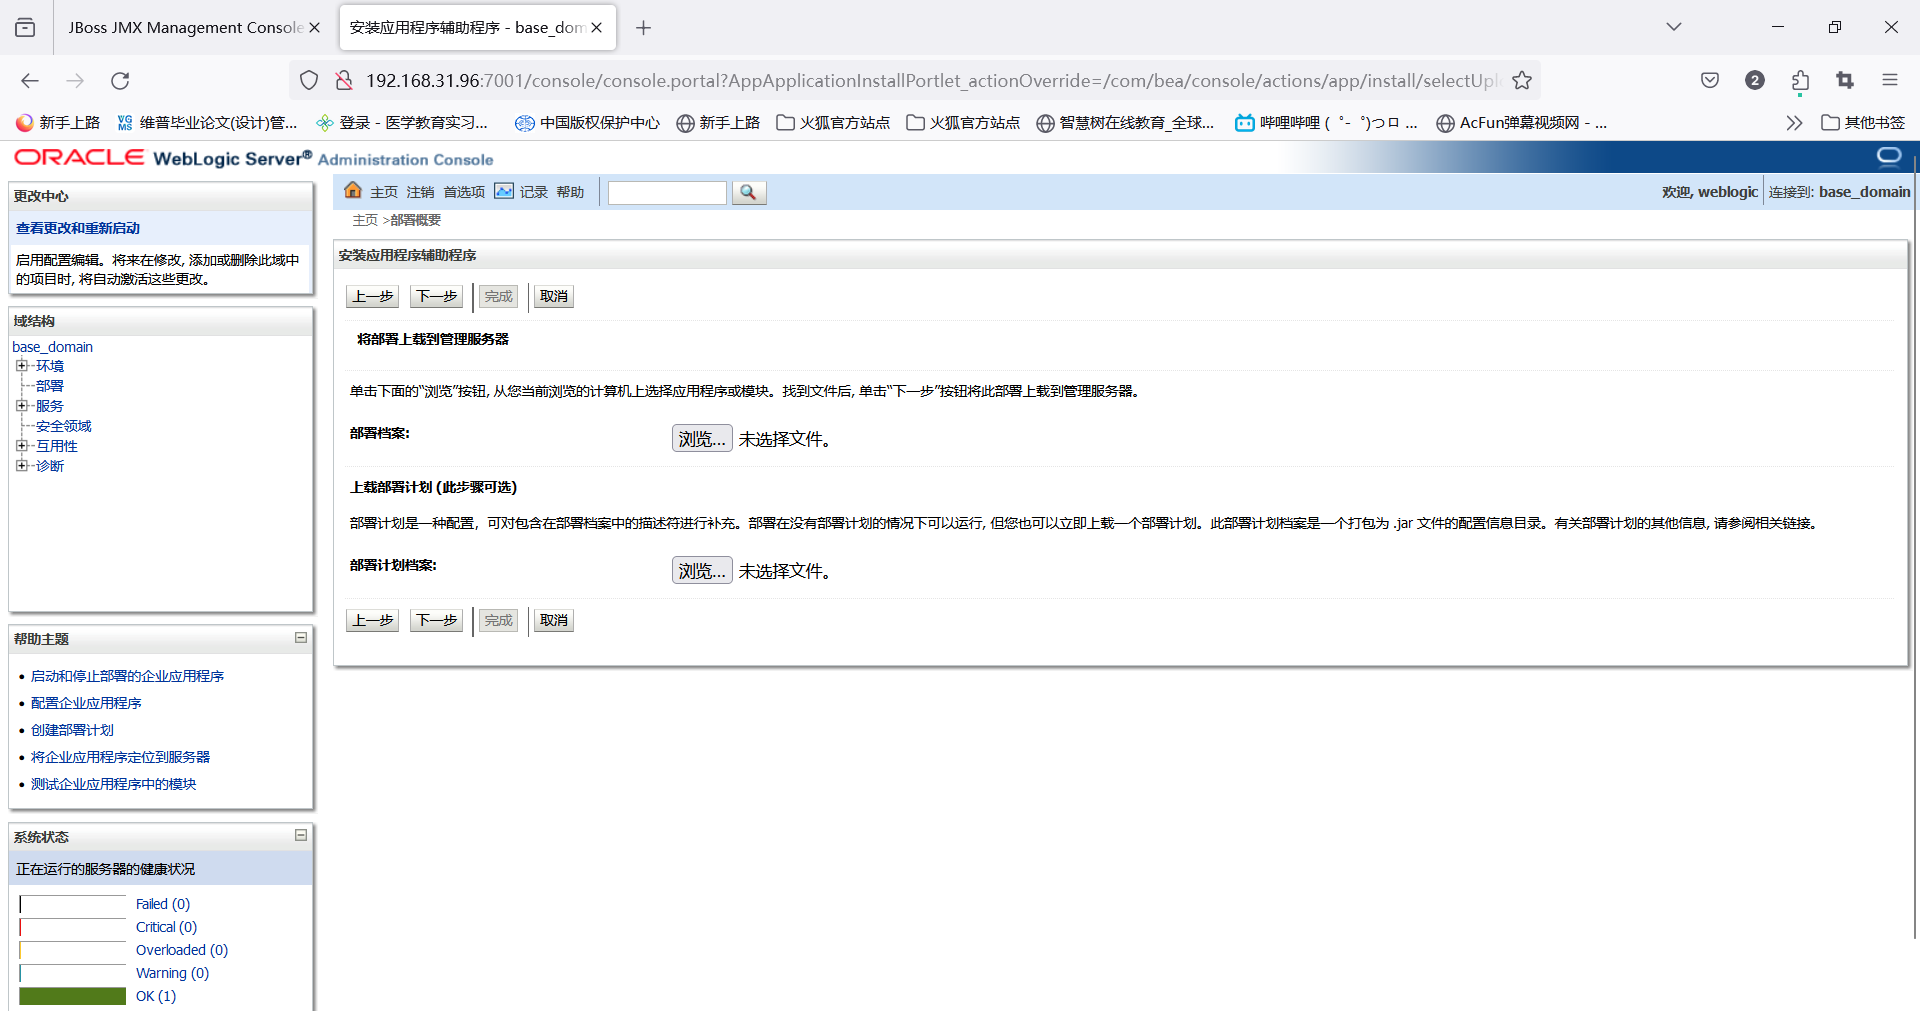 JBoss JMX Management Console
安装应用程序辅助程序 - base_dom
192.168.31.96:7001/console/console.portal?AppApplicationInstallPortlet_actionOverride=/com/bea/console/actions/app/install/selectUpl
2
新手上路
VG MS 维普毕业论文(设计)管...
登录 - 医学教育实习...
中国版权保护中心
新手上路
火狐官方站点
火狐官方站点
智慧树在线教育_全球...
哔哩哔哩 ( ゜- ゜)つロ ...
AcFun弹幕视频网 - ...
其他书签
ORACLE WebLogic Server® Administration Console
更改中心
查看更改和重新启动
启用配置编辑。将来在修改, 添加或删除此域中
的项目时, 将自动激活这些更改。
域结构
base_domain
环境
部署
服务
安全领域
互用性
诊断
帮助主题
启动和停止部署的企业应用程序
配置企业应用程序
创建部署计划
将企业应用程序定位到服务器
测试企业应用程序中的模块
系统状态
正在运行的服务器的健康状况
Failed (0)
Critical (0)
Overloaded (0)
Warning (0)
OK (1)
主页 注销 首选项 记录 帮助
欢迎, weblogic 连接到: base_domain
主页 >部署概要
安装应用程序辅助程序
上一步 下一步 完成 取消
将部署上载到管理服务器
单击下面的“浏览”按钮, 从您当前浏览的计算机上选择应用程序或模块。找到文件后, 单击“下一步”按钮将此部署上载到管理服务器。
部署档案: 浏览... 未选择文件。
上载部署计划 (此步骤可选)
部署计划是一种配置，可对包含在部署档案中的描述符进行补充。部署在没有部署计划的情况下可以运行, 但您也可以立即上载一个部署计划。此部署计划档案是一个打包为 .jar 文件的配置信息目录。有关部署计划的其他信息, 请参阅相关链接。
部署计划档案: 浏览... 未选择文件。
上一步 下一步 完成 取消